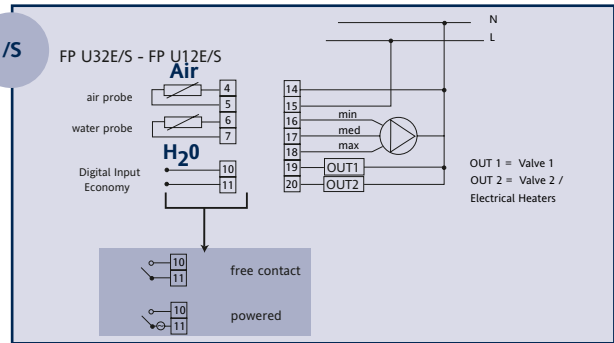 /S
FP U32E/S - FP U12E/S
N
L
Air
air probe
4
5
water probe
6
7
H20
Digital Input
Economy
10
11
14
15
16 min
17 med
18 max
19 OUT1
20 OUT2
OUT 1 = Valve 1
OUT 2 = Valve 2 /
Electrical Heaters
10
11
free contact
10
11
powered